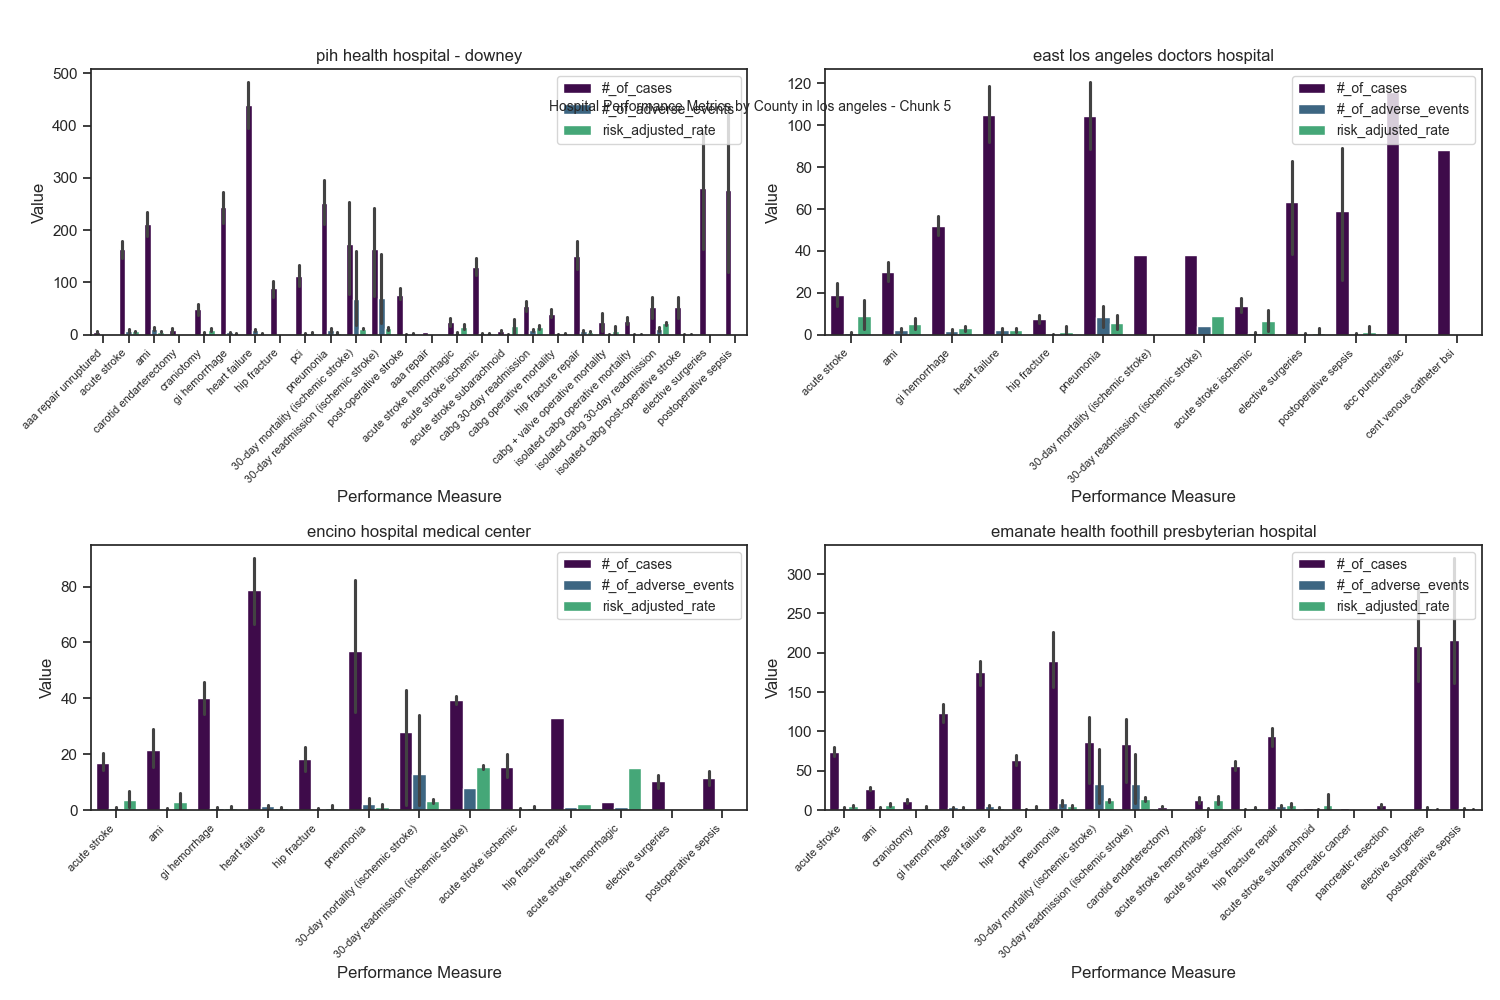 pih health hospital - downey
Value
500
400
300
200
100
0
#_of_cases
#_of_adverse_events
risk_adjusted_rate
aaa repair unruptured
acute stroke
ami
carotid endarterectomy
craniotomy
gi hemorrhage
heart failure
hip fracture
pci
pneumonia
30-day mortality (ischemic stroke)
30-day readmission (ischemic stroke)
post-operative stroke
aaa repair
acute stroke hemorrhagic
acute stroke ischemic
acute stroke subarachnoid
cabg 30-day readmission
cabg operative mortality
hip fracture repair
cabg + valve operative mortality
isolated cabg operative mortality
isolated cabg 30-day readmission
isolated cabg post-operative stroke
elective surgeries
postoperative sepsis
Performance Measure
Hospital Performance Metrics by County in los angeles - Chunk 5
east los angeles doctors hospital
Value
120
100
80
60
40
20
0
#_of_cases
#_of_adverse_events
risk_adjusted_rate
acute stroke
ami
gi hemorrhage
heart failure
hip fracture
pneumonia
30-day mortality (ischemic stroke)
30-day readmission (ischemic stroke)
acute stroke ischemic
elective surgeries
postoperative sepsis
acc puncture/lac
cent venous catheter bsi
Performance Measure
encino hospital medical center
Value
80
60
40
20
0
#_of_cases
#_of_adverse_events
risk_adjusted_rate
acute stroke
ami
gi hemorrhage
heart failure
hip fracture
pneumonia
30-day mortality (ischemic stroke)
30-day readmission (ischemic stroke)
acute stroke ischemic
hip fracture repair
acute stroke hemorrhagic
elective surgeries
postoperative sepsis
Performance Measure
emanate health foothill presbyterian hospital
Value
300
250
200
150
100
50
0
#_of_cases
#_of_adverse_events
risk_adjusted_rate
acute stroke
ami
craniotomy
gi hemorrhage
heart failure
hip fracture
pneumonia
30-day mortality (ischemic stroke)
30-day readmission (ischemic stroke)
carotid endarterectomy
acute stroke hemorrhagic
acute stroke ischemic
hip fracture repair
acute stroke subarachnoid
pancreatic cancer
pancreatic resection
elective surgeries
postoperative sepsis
Performance Measure